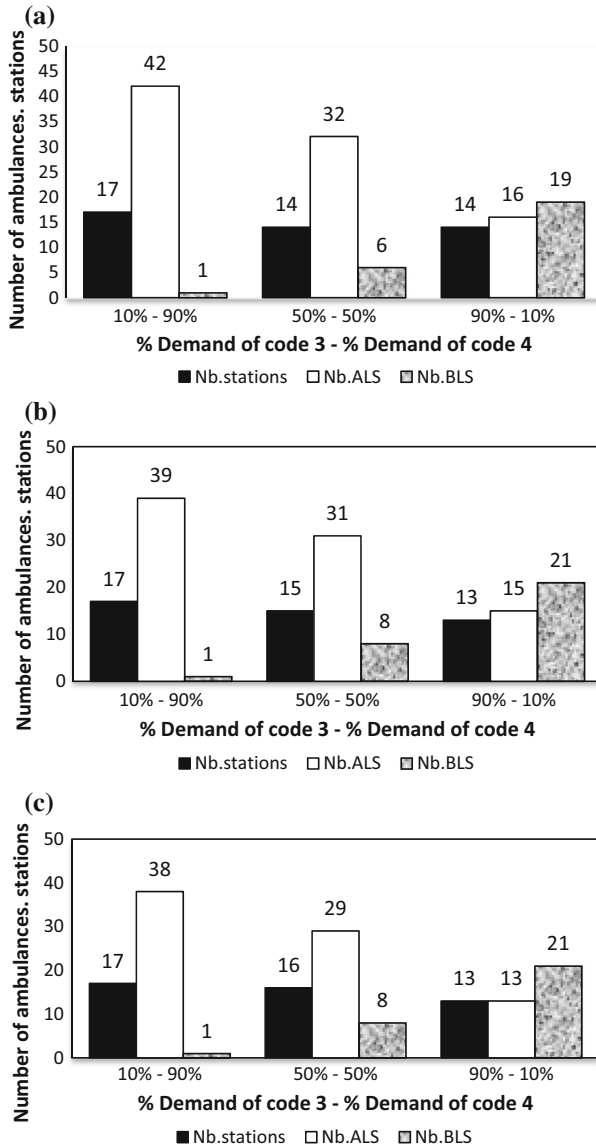 (a)
Number of ambulances. stations
50
45
40
35
30
25
20
15
10
5
0
17 42 1 14 32 6 14 16 19
10% - 90% 50% - 50% 90% - 10%
% Demand of code 3 - % Demand of code 4
Nb.stations Nb.ALS Nb.BLS
(b)
Number of ambulances. stations
50
40
30
20
10
0
17 39 1 15 31 8 13 15 21
10% - 90% 50% - 50% 90% - 10%
% Demand of code 3 - % Demand of code 4
Nb.stations Nb.ALS Nb.BLS
(c)
Number of ambulances. stations
50
40
30
20
10
0
17 38 1 16 29 8 13 13 21
10% - 90% 50% - 50% 90% - 10%
% Demand of code 3 - % Demand of code 4
Nb.stations Nb.ALS Nb.BLS